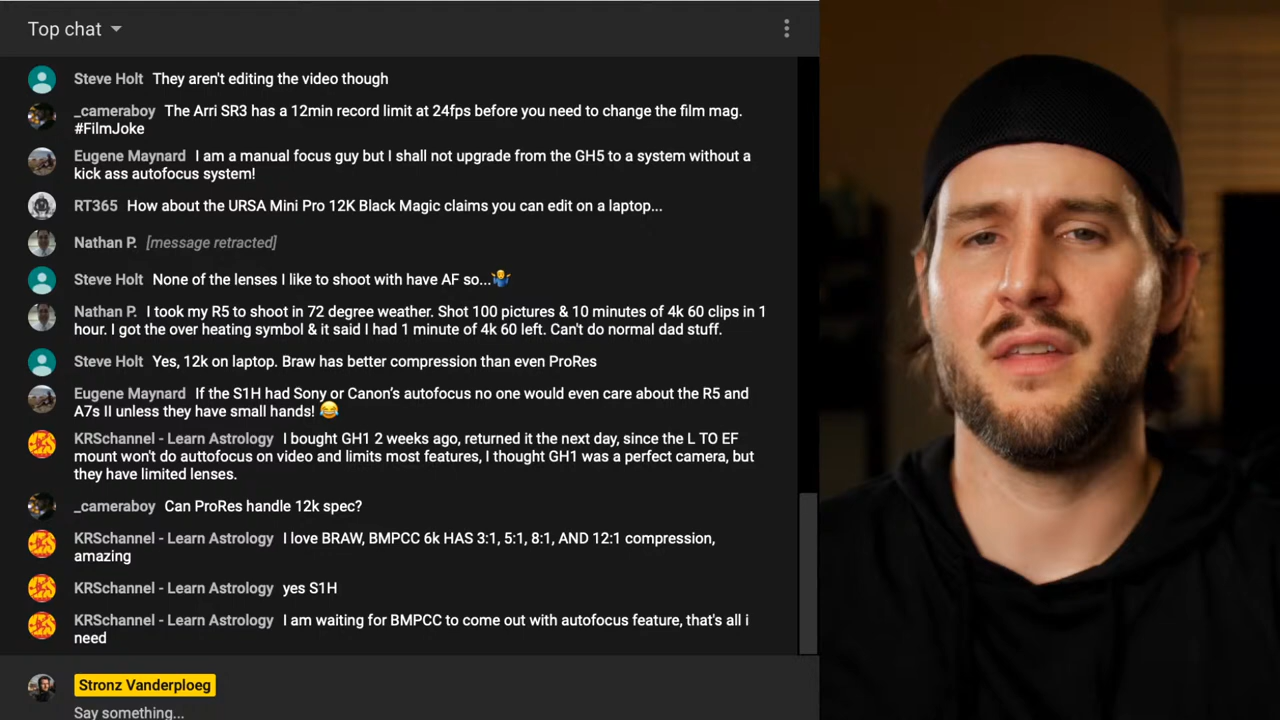 Top chat
Steve Holt They aren't editing the video though
_cameraboy The Arri SR3 has a 12min record limit at 24fps before you need to change the film mag.
#FilmJoke
Eugene Maynard I am a manual focus guy but I shall not upgrade from the GH5 to a system without a
kick ass autofocus system!
RT365 How about the URSA Mini Pro 12K Black Magic claims you can edit on a laptop...
Nathan P. [message retracted]
Steve Holt None of the lenses I like to shoot with have AF so...🤷‍♂️
Nathan P. I took my R5 to shoot in 72 degree weather. Shot 100 pictures & 10 minutes of 4k 60 clips in 1
hour. I got the over heating symbol & it said I had 1 minute of 4k 60 left. Can't do normal dad stuff.
Steve Holt Yes, 12k on laptop. Braw has better compression than even ProRes
Eugene Maynard If the S1H had Sony or Canon's autofocus no one would even care about the R5 and
A7s II unless they have small hands! 😂
KRSchannel - Learn Astrology I bought GH1 2 weeks ago, returned it the next day, since the L TO EF
mount won't do auttofocus on video and limits most features, I thought GH1 was a perfect camera, but
they have limited lenses.
_cameraboy Can ProRes handle 12k spec?
KRSchannel - Learn Astrology I love BRAW, BMPCC 6k HAS 3:1, 5:1, 8:1, AND 12:1 compression,
amazing
KRSchannel - Learn Astrology yes S1H
KRSchannel - Learn Astrology I am waiting for BMPCC to come out with autofocus feature, that's all i
need
Stronz Vanderploeg
Say something...